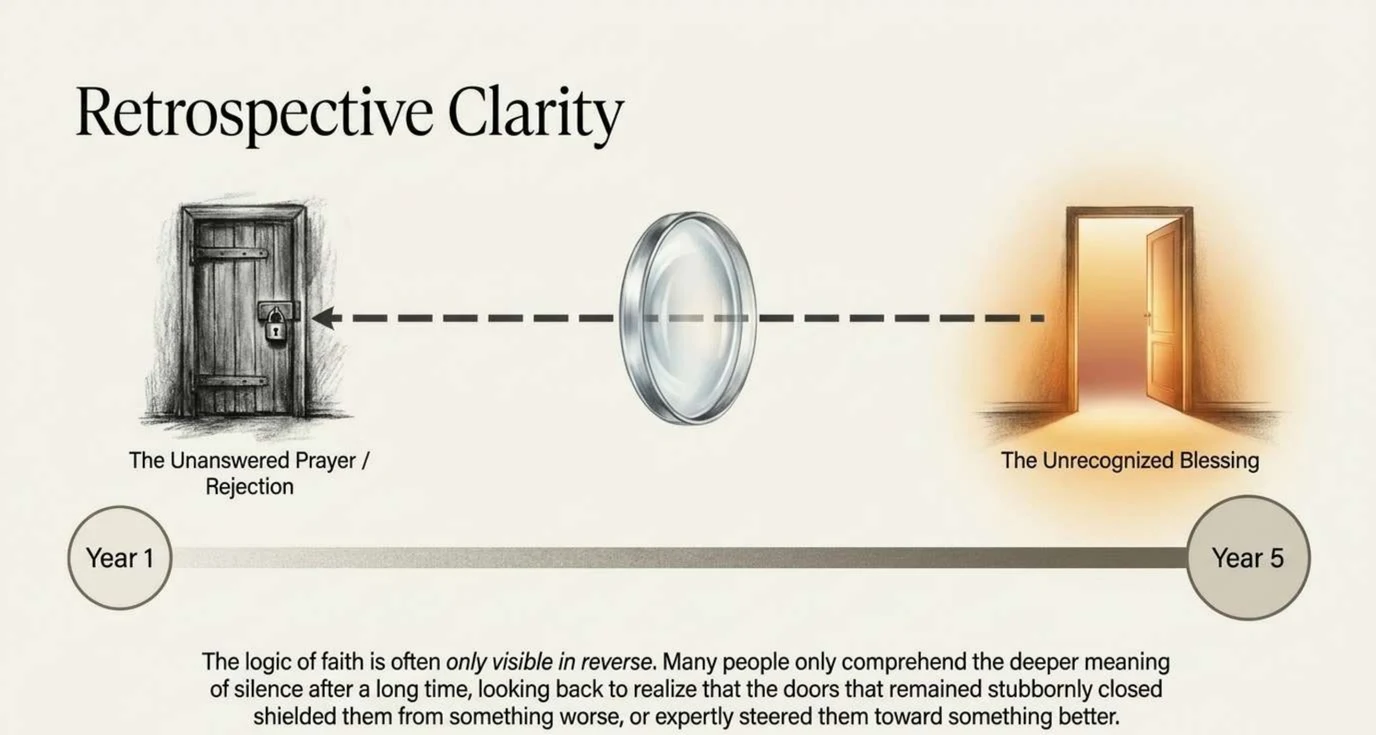 Retrospective Clarity
The Unanswered Prayer /
Rejection
The Unrecognized Blessing
Year 1
Year 5
The logic of faith is often only visible in reverse. Many people only comprehend the deeper meaning
of silence after a long time, looking back to realize that the doors that remained stubbornly closed
shielded them from something worse, or expertly steered them toward something better.